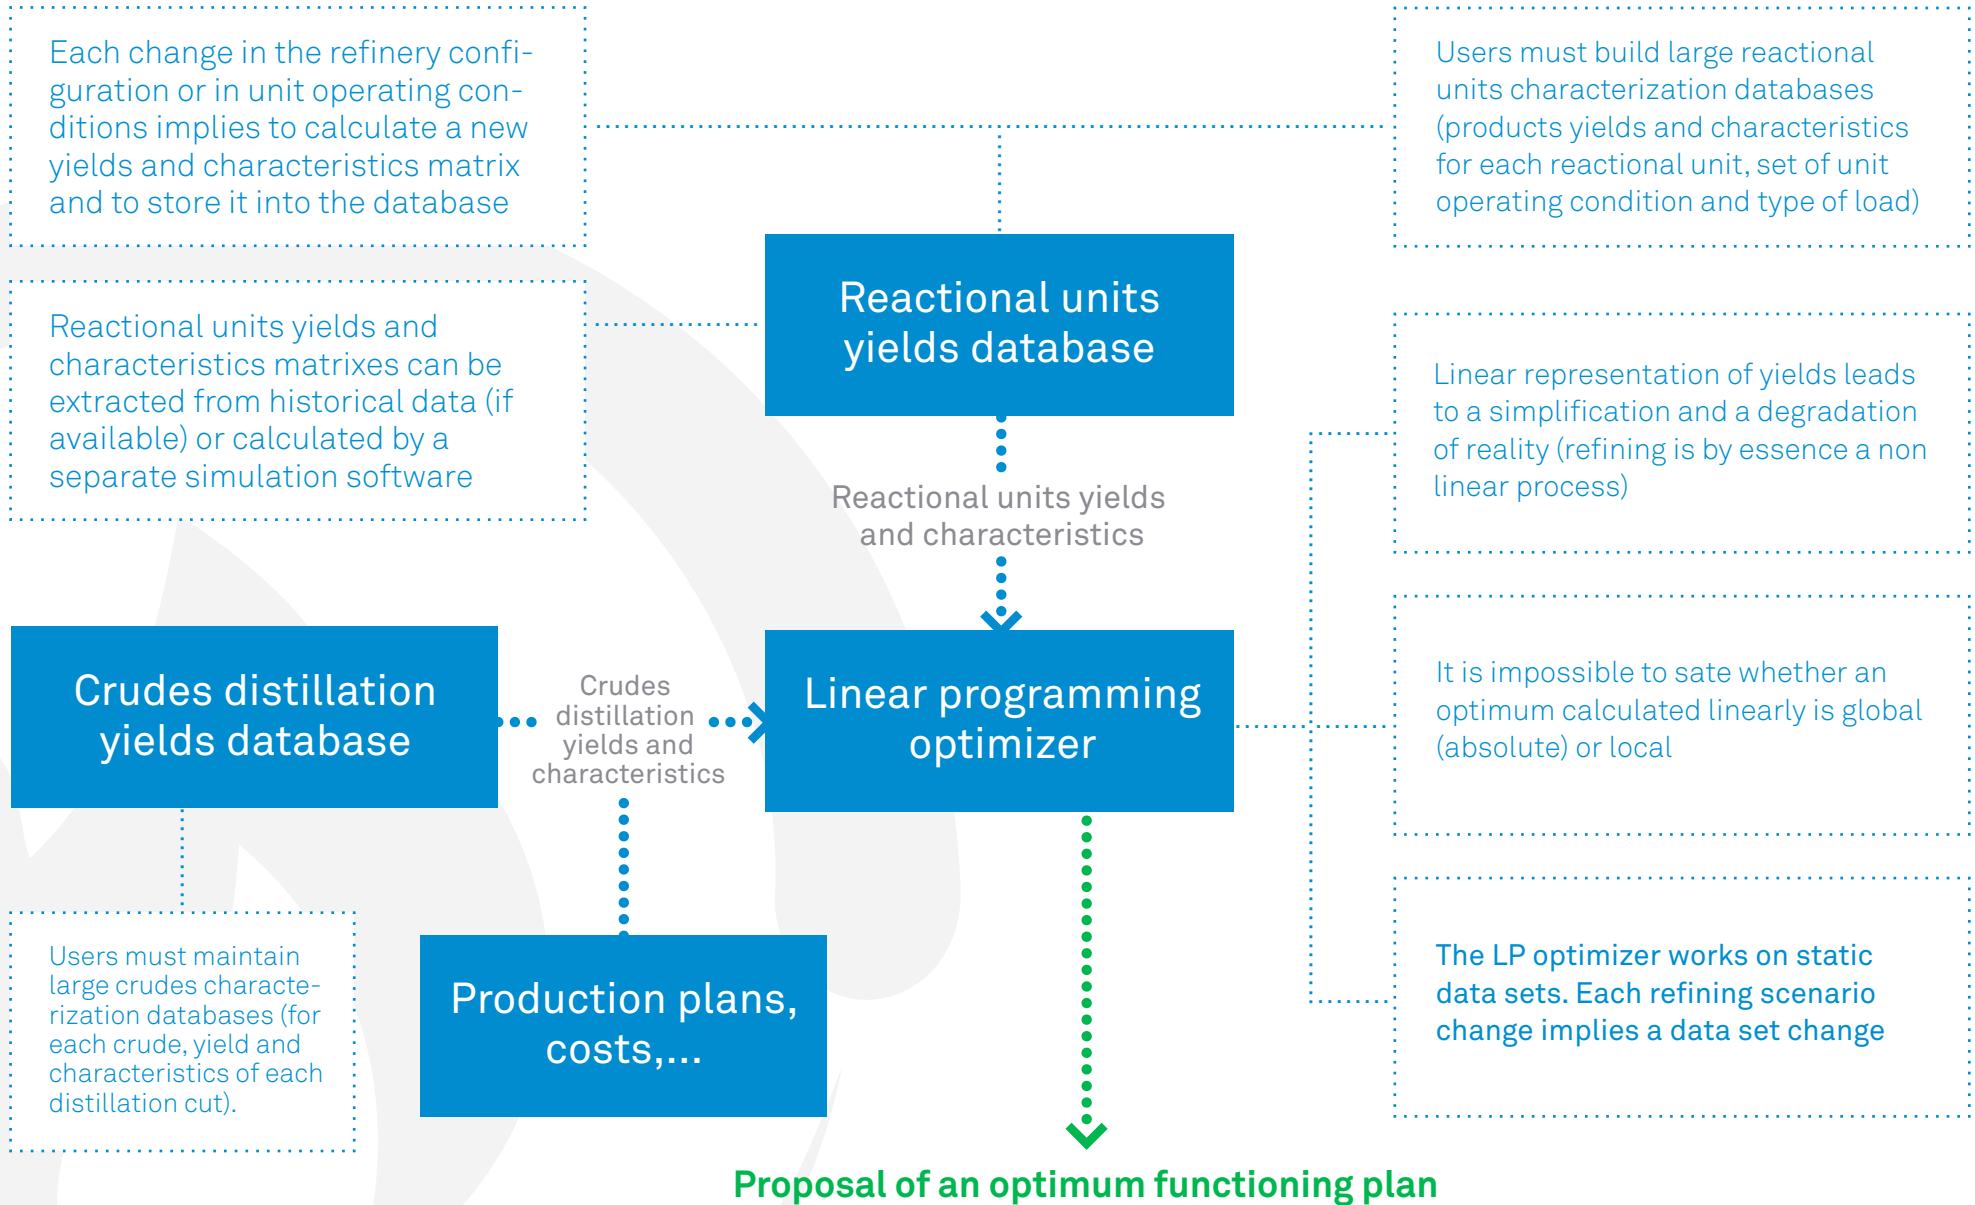 Each change in the refinery confi-
guration or in unit operating con-
ditions implies to calculate a new
yields and characteristics matrix
and to store it into the database
Users must build large reactional
units characterization databases
(products yields and characteristics
for each reactional unit, set of unit
operating condition and type of load)
Reactional units
yields database
Reactional units yields and
characteristics matrixes can be
extracted from historical data (if
available) or calculated by a
separate simulation software
Linear representation of yields leads
to a simplification and a degradation
of reality (refining is by essence a non
linear process)
Reactional units yields
and characteristics
Crudes distillation
yields database
Crudes
distillation
yields and
characteristics
Linear programming
optimizer
It is impossible to sate whether an
optimum calculated linearly is global
(absolute) or local
Users must maintain
large crudes characte-
rization databases (for
each crude, yield and
characteristics of each
distillation cut).
Production plans,
costs,...
The LP optimizer works on static
data sets. Each refining scenario
change implies a data set change
Proposal of an optimum functioning plan